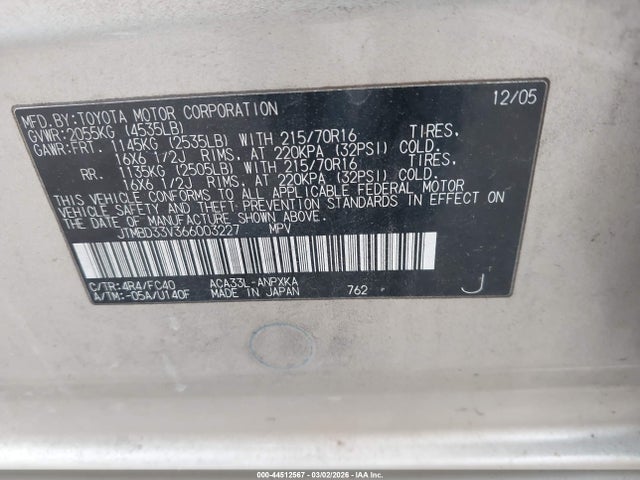 MFD.BY:TOYOTA MOTOR CORPORATION 12/05
GVWR:2055KG (4535LB)
GAWR:FRT. 1145KG (2535LB) WITH 215/70R16 TIRES,
16X6 1/2J RIMS, AT 220KPA (32PSI) COLD.
RR. 1135KG (2505LB) WITH 215/70R16 TIRES,
16X6 1/2J RIMS, AT 220KPA (32PSI) COLD.
THIS VEHICLE CONFORMS TO ALL APPLICABLE FEDERAL MOTOR
VEHICLE SAFETY AND THEFT PREVENTION STANDARDS IN EFFECT
ON THE DATE OF MANUFACTURE SHOWN ABOVE.
JTMBD33V366003227 MPV
C/TR:4R4/FC40 ACA33L-ANPXKA
A/TM:-05A/U140F MADE IN JAPAN 762 J
000-44512567 - 03/02/2026 - IAA Inc.